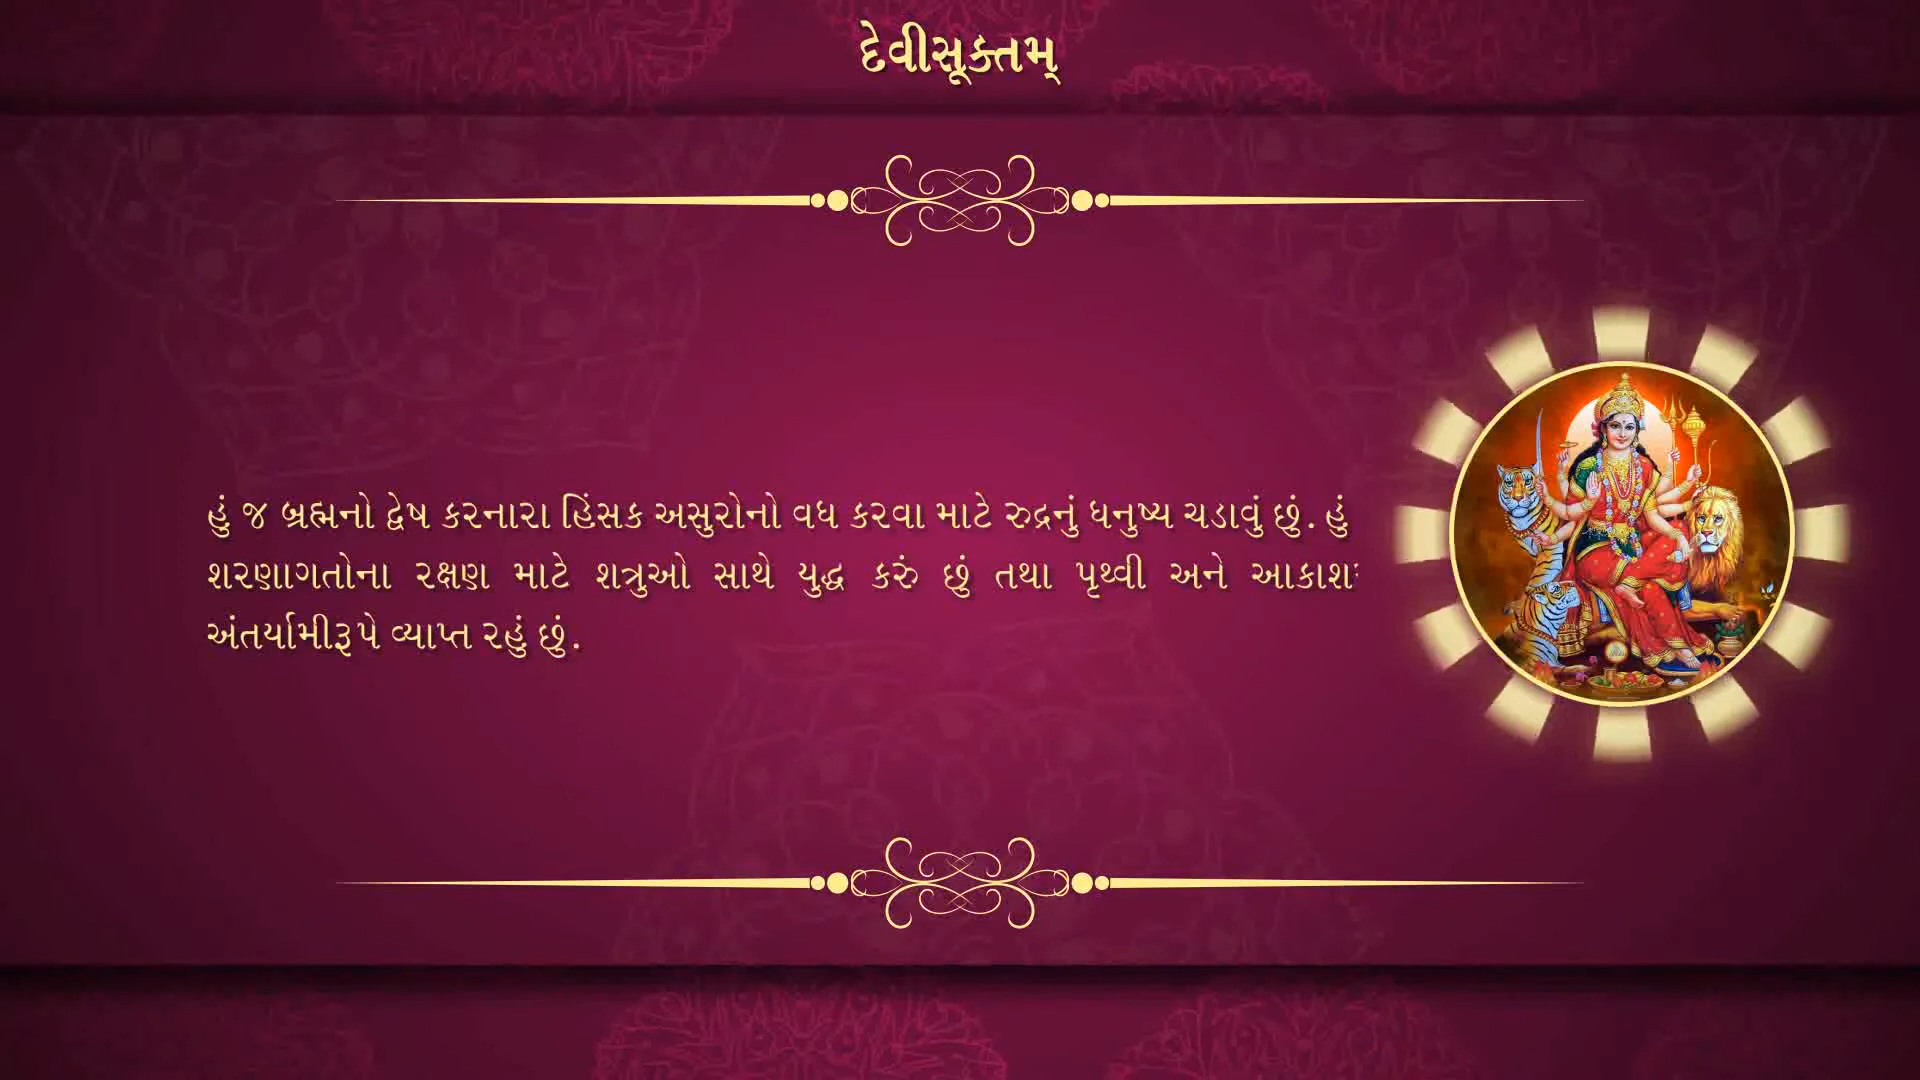 દેવીસૂક્તમ્
હું જ બ્રહ્મનો દ્વેષ કરનારા હિંસક અસુરોનો વધ કરવા માટે રુદ્રનું ધનુષ્ય ચડાવું છું. હું
શરણાગતોના રક્ષણ માટે શત્રુઓ સાથે યુદ્ધ કરું છું તથા પૃથ્વી અને
અંતર્યામીરૂપે વ્યાપ્ત રહું છું.